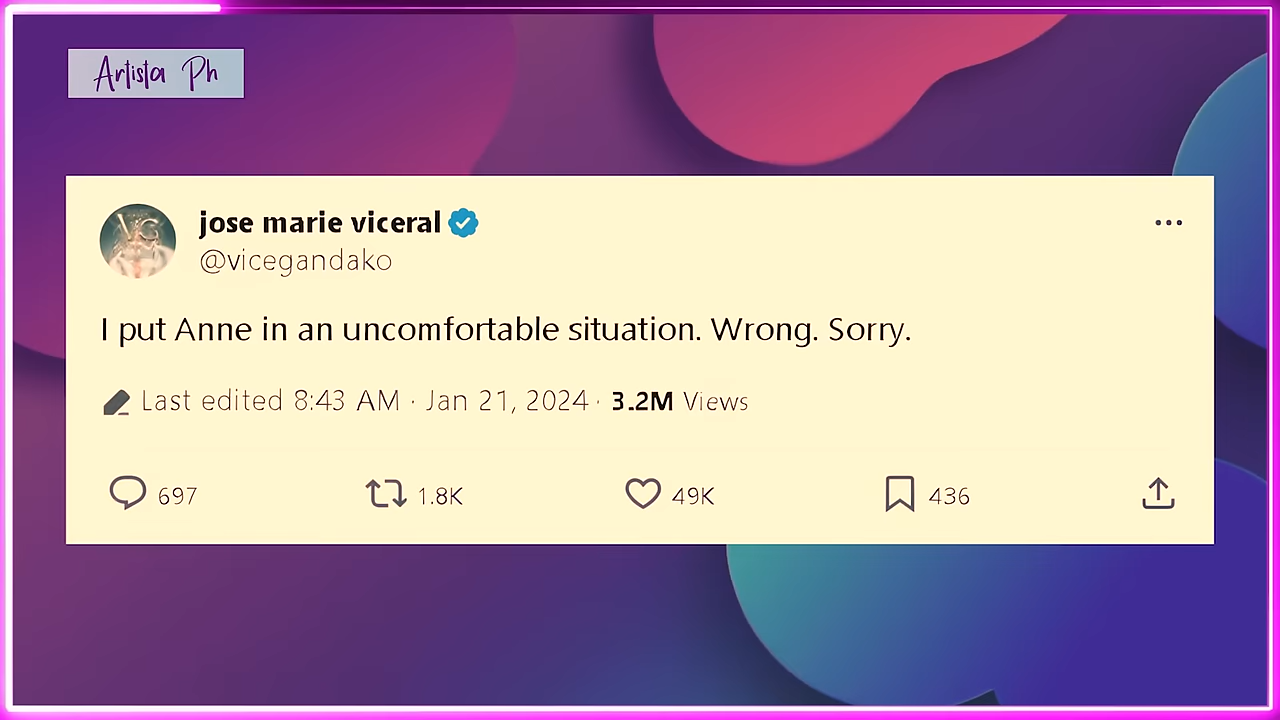 Artista Ph
jose marie viceral
@vicegandako
I put Anne in an uncomfortable situation. Wrong. Sorry.
Last edited 8:43 AM · Jan 21, 2024 · 3.2M Views
697 1.8K 49K 436